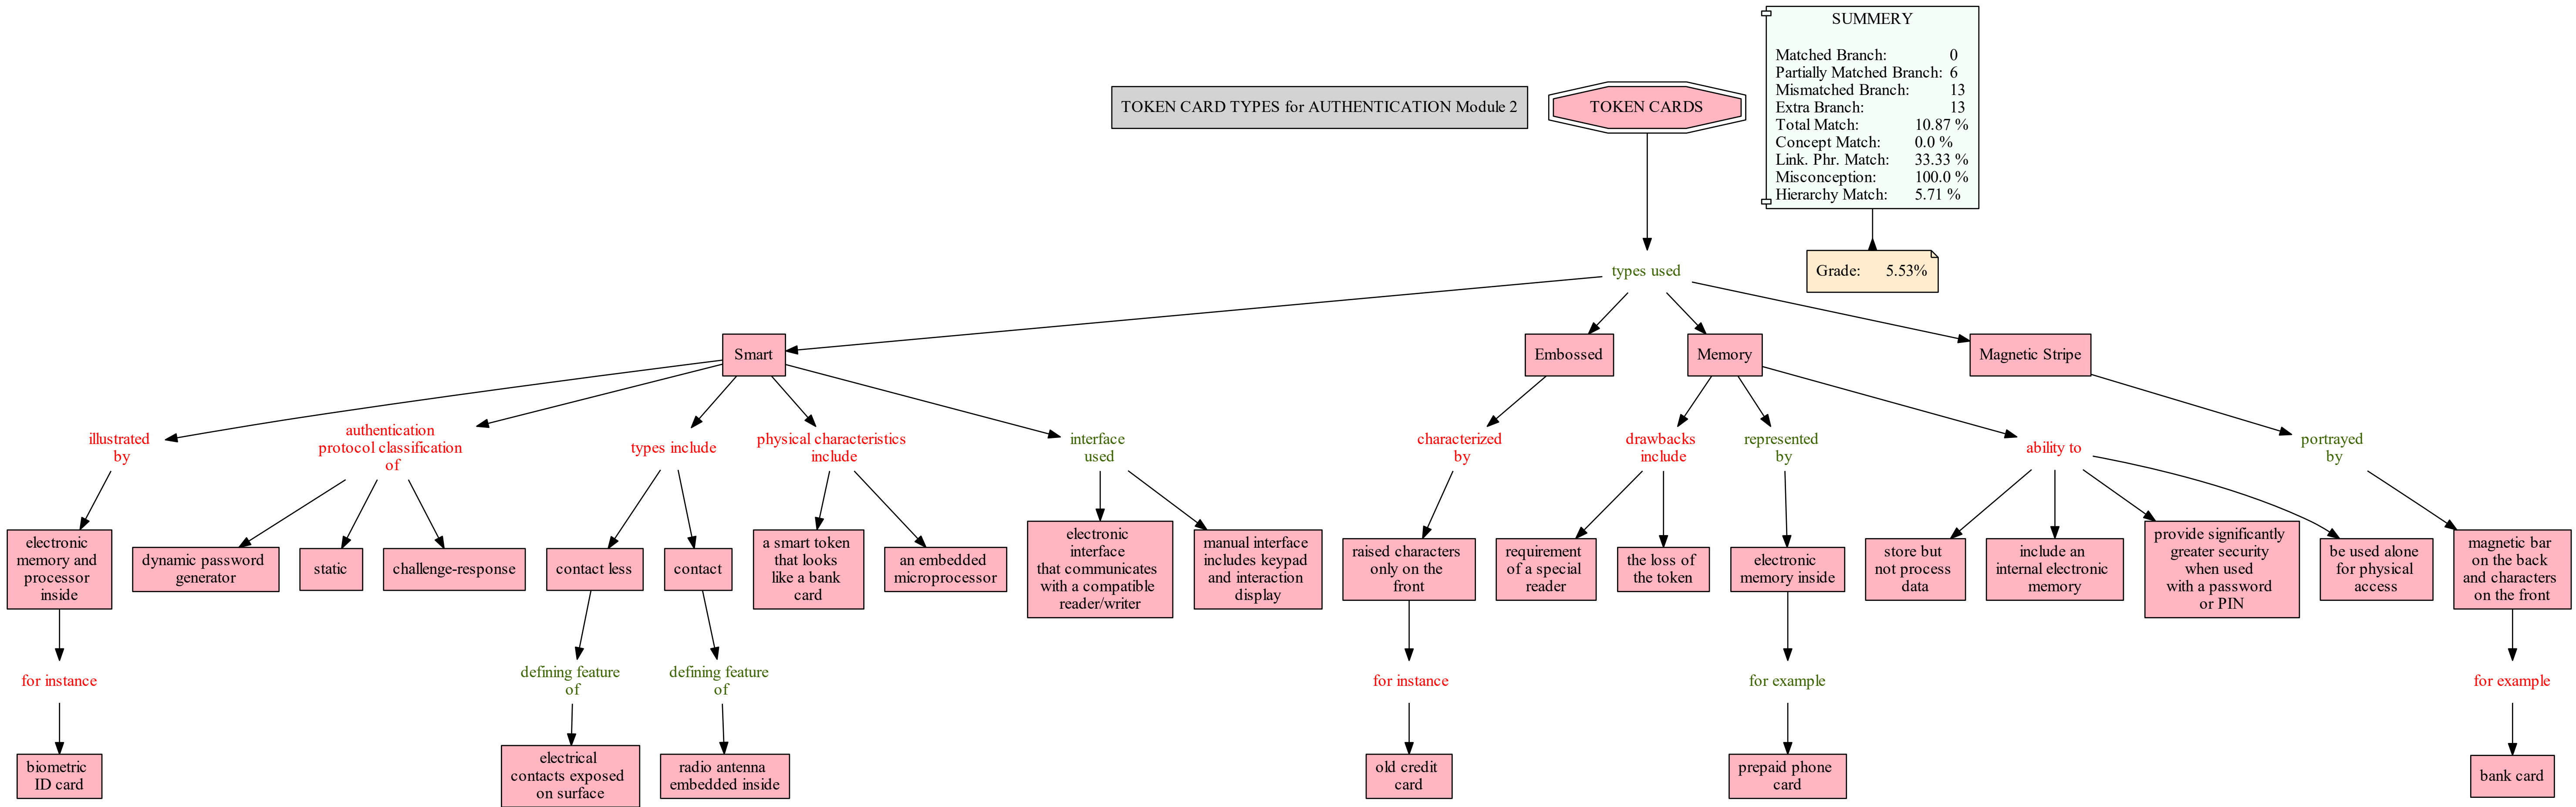 SUMMERY
Matched Branch: 0
Partially Matched Branch: 6
Mismatched Branch: 13
Extra Branch: 13
Total Match: 10.87 %
Concept Match: 0.0 %
Link. Phr. Match: 33.33 %
Misconception: 100.0 %
Hierarchy Match: 5.71 %
TOKEN CARD TYPES for AUTHENTICATION Module 2
TOKEN CARDS
Grade: 5.53%
types used
Smart
Embossed
Memory
Magnetic Stripe
illustrated
by
authentication
protocol classification
of
types include
physical characteristics
include
interface
used
characterized
by
drawbacks
include
represented
by
ability to
portrayed
by
electronic
memory and
processor
inside
dynamic password
generator
static
challenge-response
contact less
contact
a smart token
that looks
like a bank
card
an embedded
microprocessor
electronic
interface
that communicates
with a compatible
reader/writer
manual interface
includes keypad
and interaction
display
raised characters
only on the
front
requirement
of a special
reader
the loss of
the token
electronic
memory inside
store but
not process
data
include an
internal electronic
memory
provide significantly
greater security
when used
with a password
or PIN
be used alone
for physical
access
magnetic bar
on the back
and characters
on the front
for instance
defining feature
of
defining feature
of
for instance
for example
for example
biometric
ID card
electrical
contacts exposed
on surface
radio antenna
embedded inside
old credit
card
prepaid phone
card
bank card